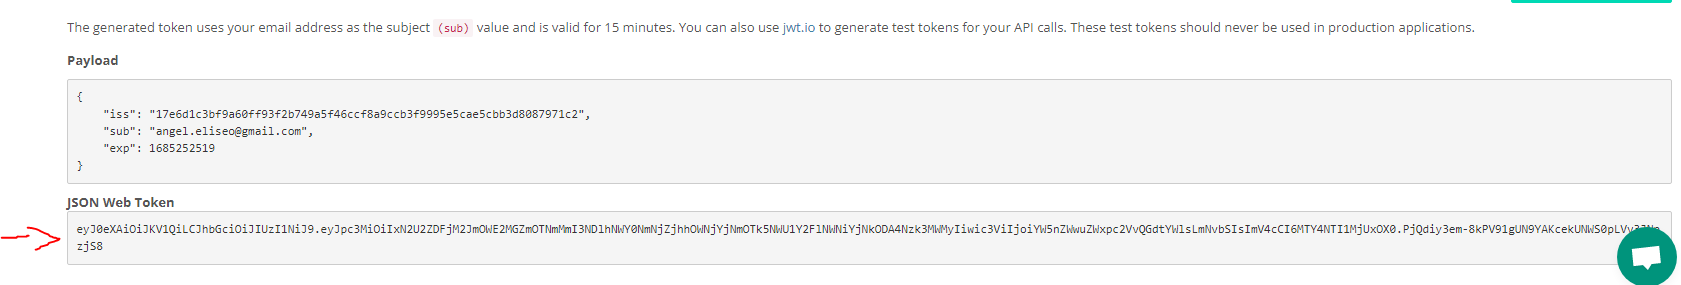 The generated token uses your email address as the subject (sub) value and is valid for 15 minutes. You can also use jwt.io to generate test tokens for your API calls. These test tokens should never be used in production applications.
Payload
{
"iss": "17e6d1c3bf9a60ff93f2b749a5f46ccf8a9ccb3f9995e5cae5cbb3d8087971c2",
"sub": "angel.eliseo@gmail.com",
"exp": 1685252519
}
JSON Web Token
eyJ0eXAiOiJKV1QiLCJhbGciOiJIUzI1NiJ9.eyJpc3MiOiIxN2U2ZDFjM2JmOWE2MGZmOTNmMmI3NDlhNWY0NmNjZjhhOWNjYjNmOTk5NWU1Y2FlNWNiYjNkODA4Nzk3MWMyIiwic3ViIjoiYW5nZWwuZWxpc2VvQGdtYWlsLmNvbSIsImV4cCI6MTY4NTI1MjUxOX0.PjQdiy3em-8kPV91gUN9YAKcekUNWS0pLVy
zjS8